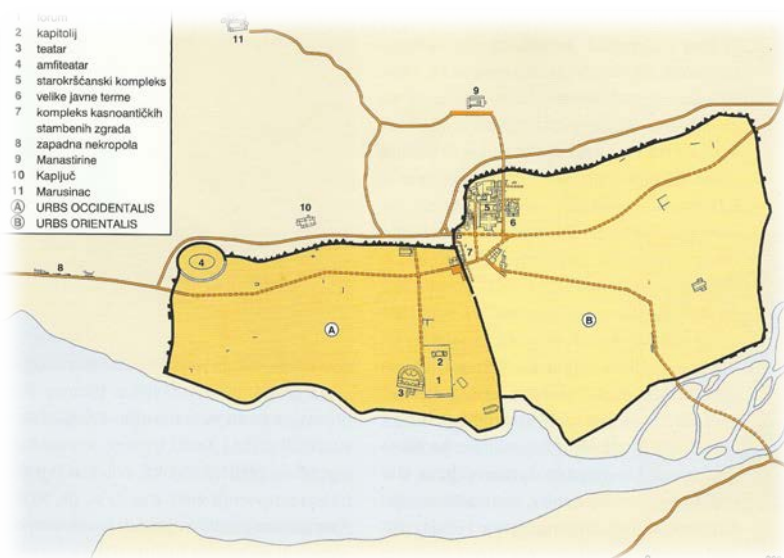 1 forum
2 kapitolij
3 teatar
4 amfiteatar
5 starokršćanski kompleks
6 velike javne terme
7 kompleks kasnoantičkih
stambenih zgrada
8 zapadna nekropola
9 Manastirine
10 Kapljuč
11 Marusinac
A URBS OCCIDENTALIS
B URBS ORIENTALIS
11
9
5
6
10
7
4
8
A
B
2
3
1